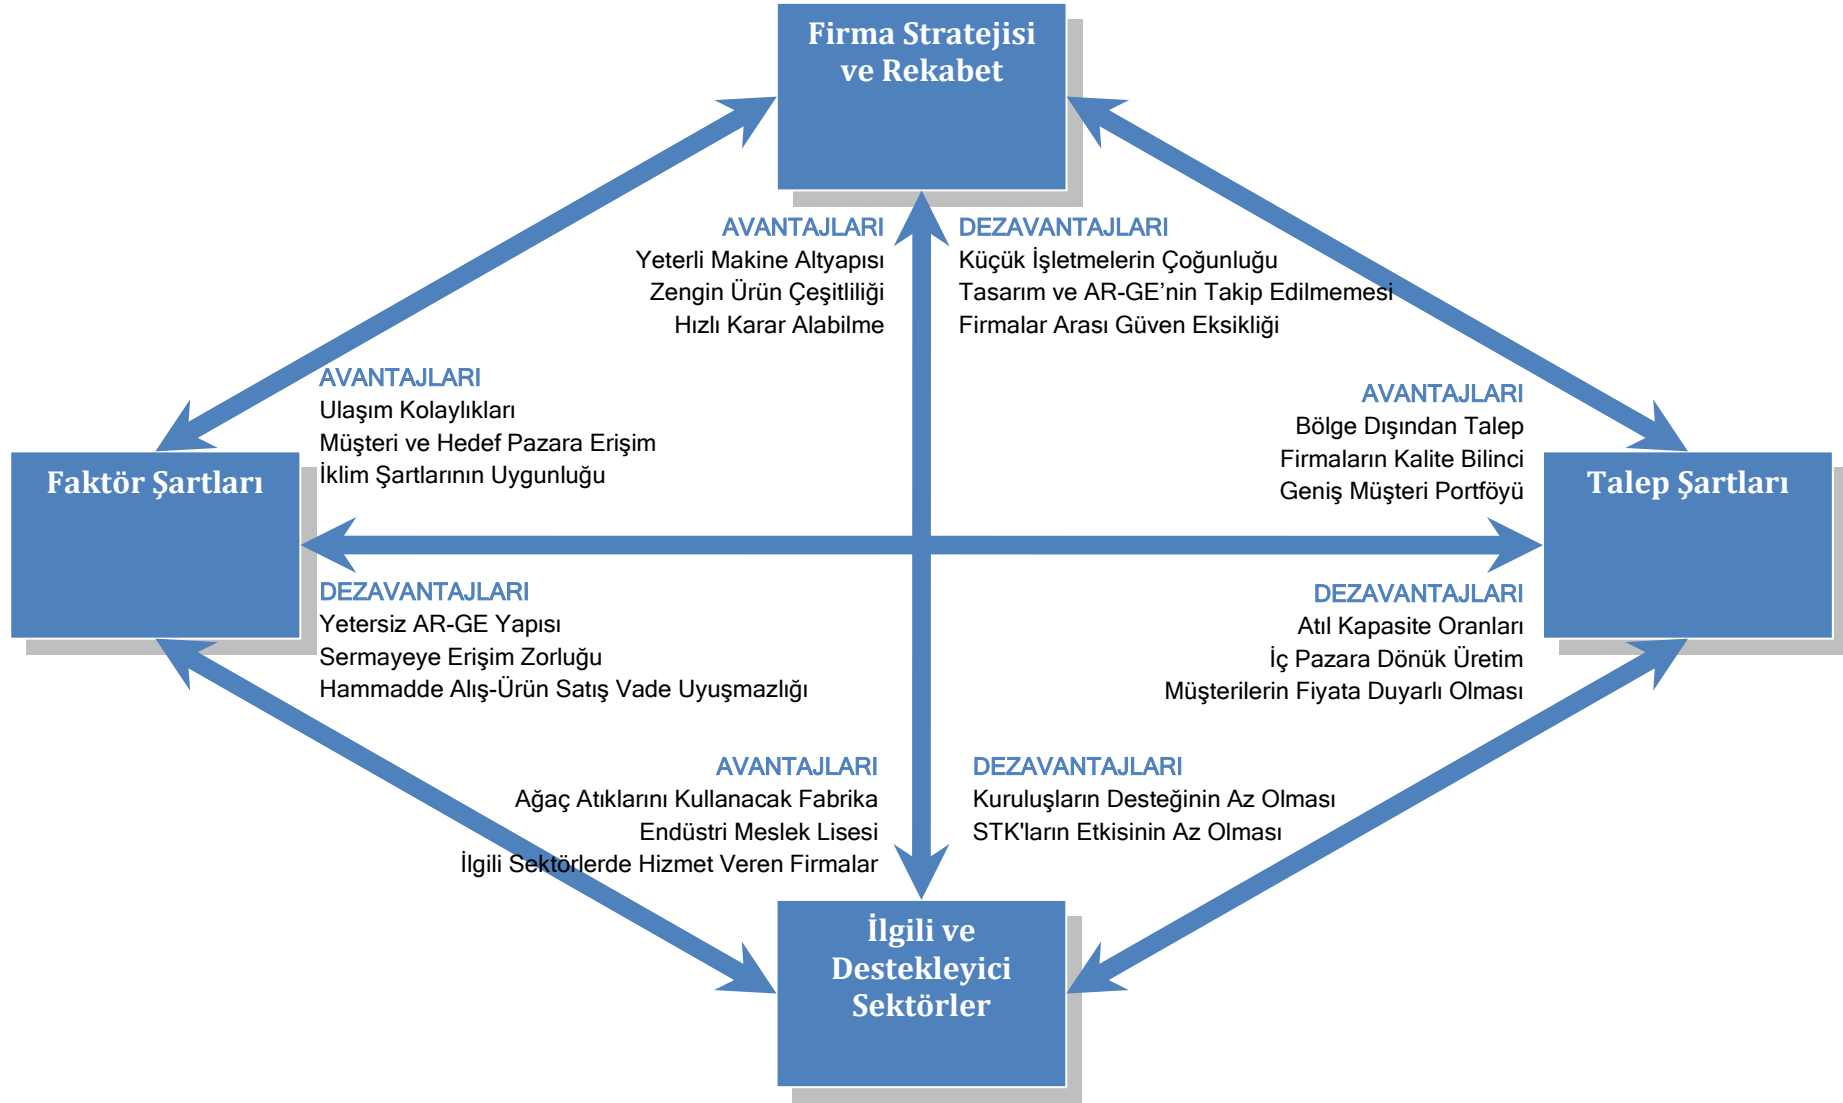 Firma Stratejisi
ve Rekabet
AVANTAJLARI
Yeterli Makine Altyapısı
Zengin Ürün Çeşitliliği
Hızlı Karar Alabilme
DEZAVANTAJLARI
Küçük İşletmelerin Çoğunluğu
Tasarım ve AR-GE’nin Takip Edilmemesi
Firmalar Arası Güven Eksikliği
Faktör Şartları
AVANTAJLARI
Ulaşım Kolaylıkları
Müşteri ve Hedef Pazara Erişim
İklim Şartlarının Uygunluğu
DEZAVANTAJLARI
Yetersiz AR-GE Yapısı
Sermayeye Erişim Zorluğu
Hammadde Alış-Ürün Satış Vade Uyuşmazlığı
Talep Şartları
AVANTAJLARI
Bölge Dışından Talep
Firmaların Kalite Bilinci
Geniş Müşteri Portföyü
DEZAVANTAJLARI
Atıl Kapasite Oranları
İç Pazara Dönük Üretim
Müşterilerin Fiyata Duyarlı Olması
AVANTAJLARI
Ağaç Atıklarını Kullanacak Fabrika
Endüstri Meslek Lisesi
İlgili Sektörlerde Hizmet Veren Firmalar
DEZAVANTAJLARI
Kuruluşların Desteğinin Az Olması
STK'ların Etkisinin Az Olması
İlgili ve
Destekleyici
Sektörler